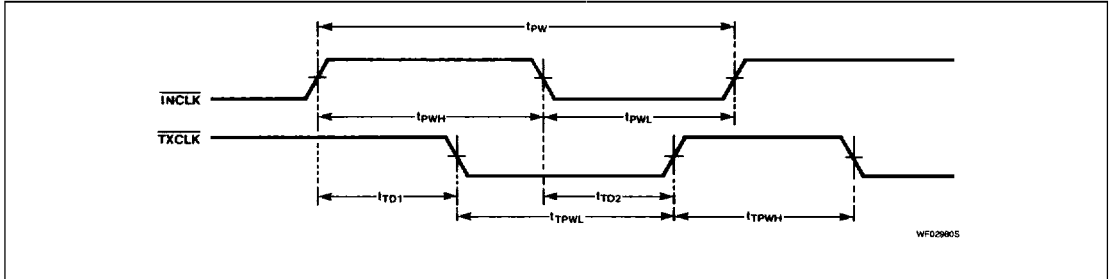 tPW
INCLK
tPWH
tPWL
TXCLK
tTD1
tTD2
tTPWL
tTPWH
WF02980S